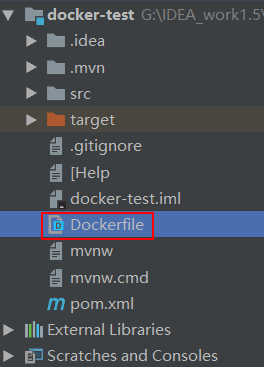 docker-test G:\IDEA_work1.5\
.idea
.mvn
src
target
.gitignore
[Help
docker-test.iml
Dockerfile
mvnw
mvnw.cmd
pom.xml
External Libraries
Scratches and Consoles